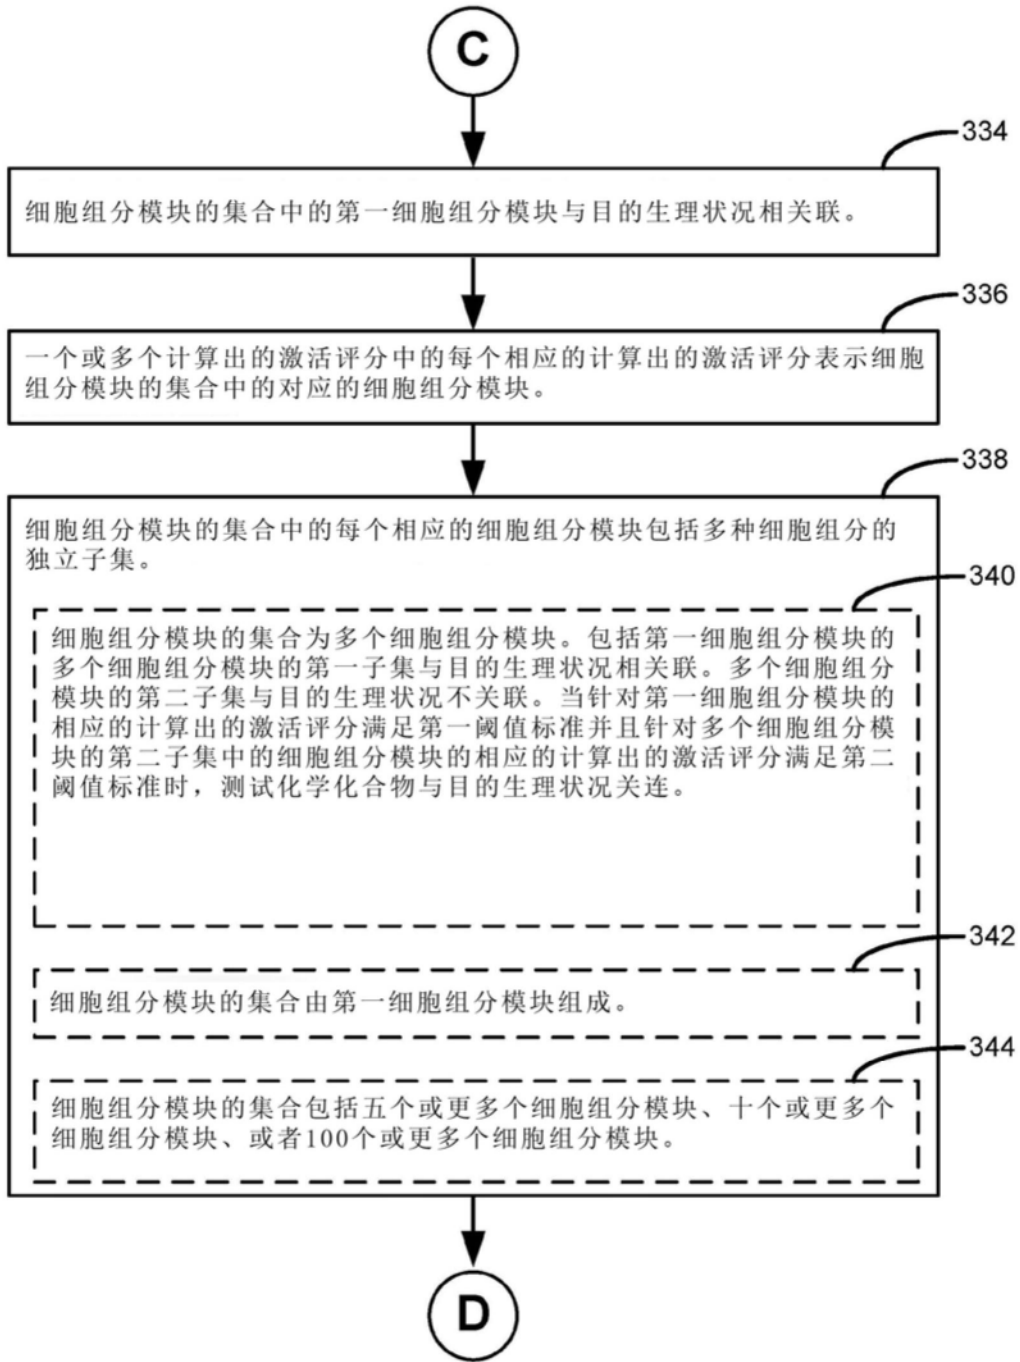 C
334
细胞组分模块的集合中的第一细胞组分模块与目的生理状况相关联。
336
一个或多个计算出的激活评分中的每个相应的计算出的激活评分表示细胞
组分模块的集合中的对应的细胞组分模块。
338
细胞组分模块的集合中的每个相应的细胞组分模块包括多种细胞组分的
独立子集。
340
细胞组分模块的集合为多个细胞组分模块。包括第一细胞组分模块的
多个细胞组分模块的第一子集与目的生理状况相关联。多个细胞组分
模块的第二子集与目的生理状况不关联。当针对第一细胞组分模块的
相应的计算出的激活评分满足第一阈值标准并且针对多个细胞组分模
块的第二子集中的细胞组分模块的相应的计算出的激活评分满足第二
阈值标准时，测试化学化合物与目的生理状况关连。
342
细胞组分模块的集合由第一细胞组分模块组成。
344
细胞组分模块的集合包括五个或更多个细胞组分模块、十个或更多个
细胞组分模块、或者100个或更多个细胞组分模块。
D